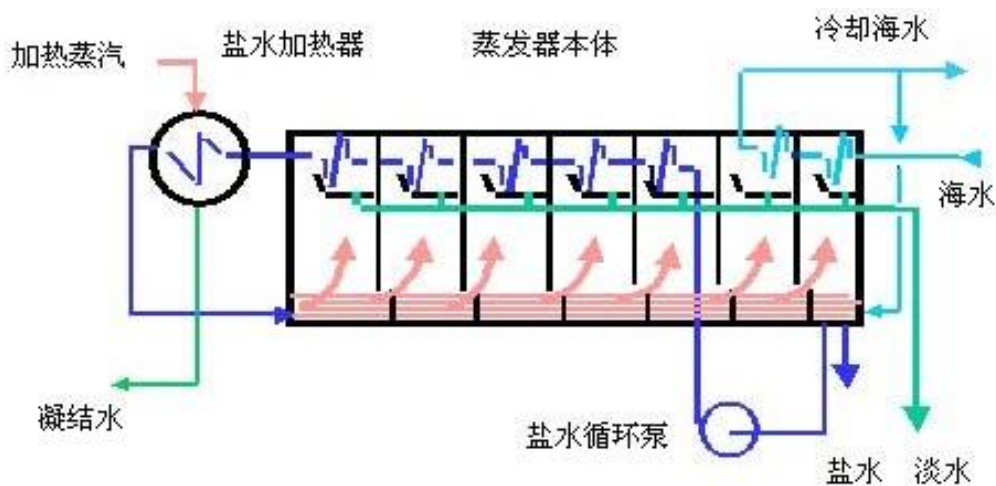 加热蒸汽
盐水加热器
蒸发器本体
冷却海水
海水
凝结水
盐水循环泵
盐水
淡水